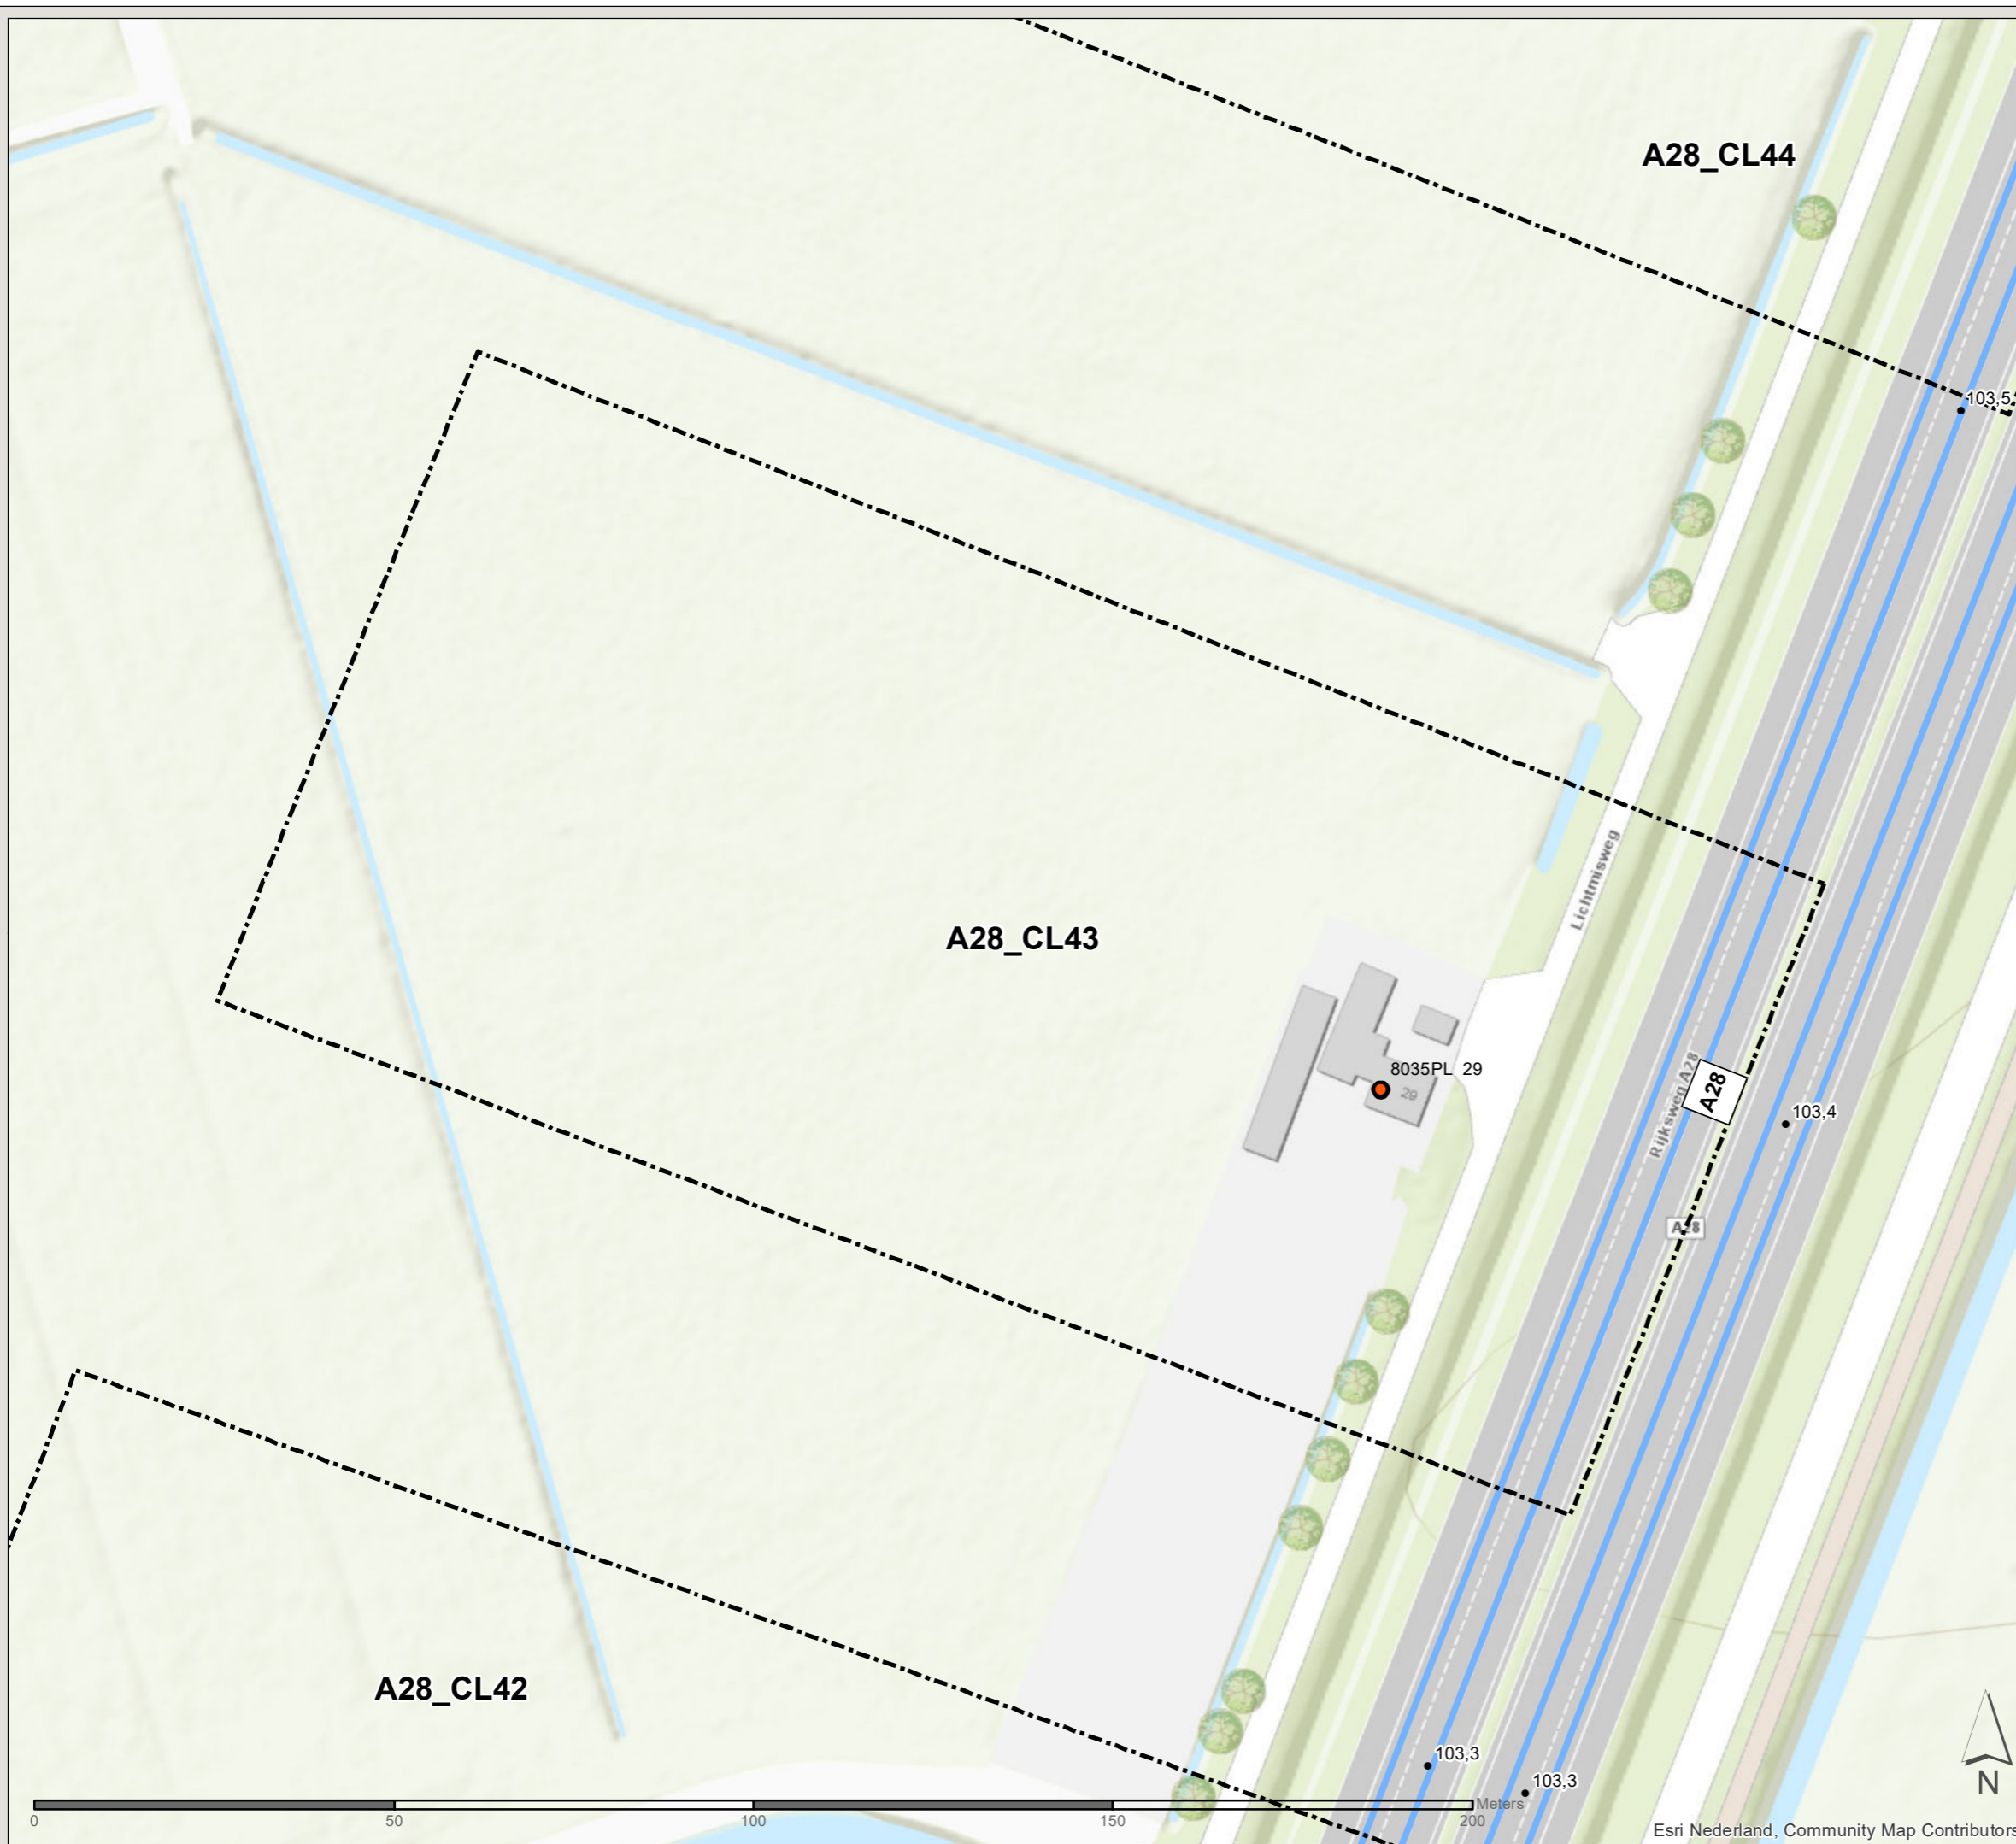 A28_CL44
103,5
Lichtmisweg
A28_CL43
8035PL 29
29
Rijksweg A28
A28
103,4
A28
A28_CL42
103,3
103,3
N
Meters
0 50 100 150 200
Esri Nederland, Community Map Contributors